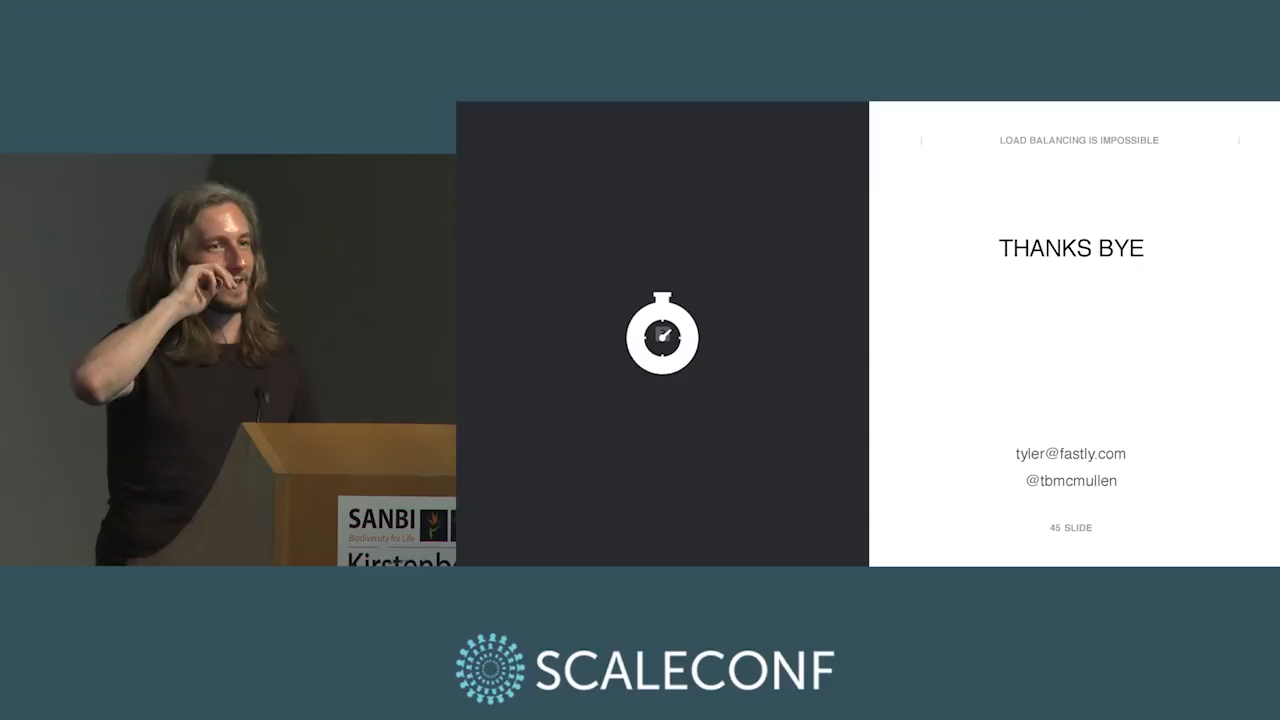 LOAD BALANCING IS IMPOSSIBLE
THANKS BYE
tyler@fastly.com
@tbmcmullen
45 SLIDE
SANBI
Biodiversity for Life
SCALECONF